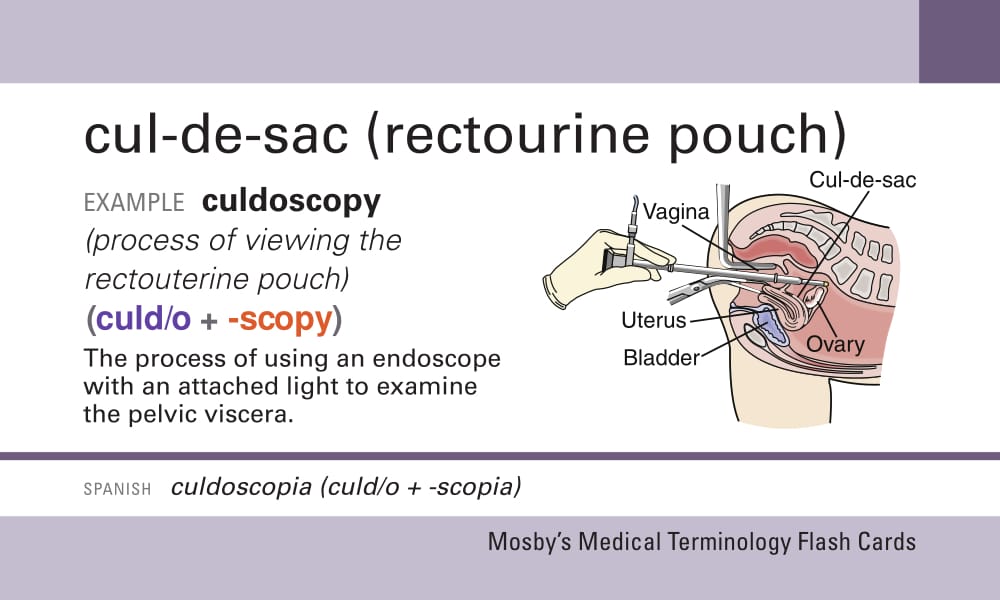 cul-de-sac (rectourine pouch)
EXAMPLE culdoscopy
(process of viewing the
rectouterine pouch)
(culd/o + -scopy)
The process of using an endoscope
with an attached light to examine
the pelvic viscera.
Cul-de-sac
Vagina
Uterus
Ovary
Bladder
SPANISH culdoscopia (culd/o + -scopia)
Mosby's Medical Terminology Flash Cards